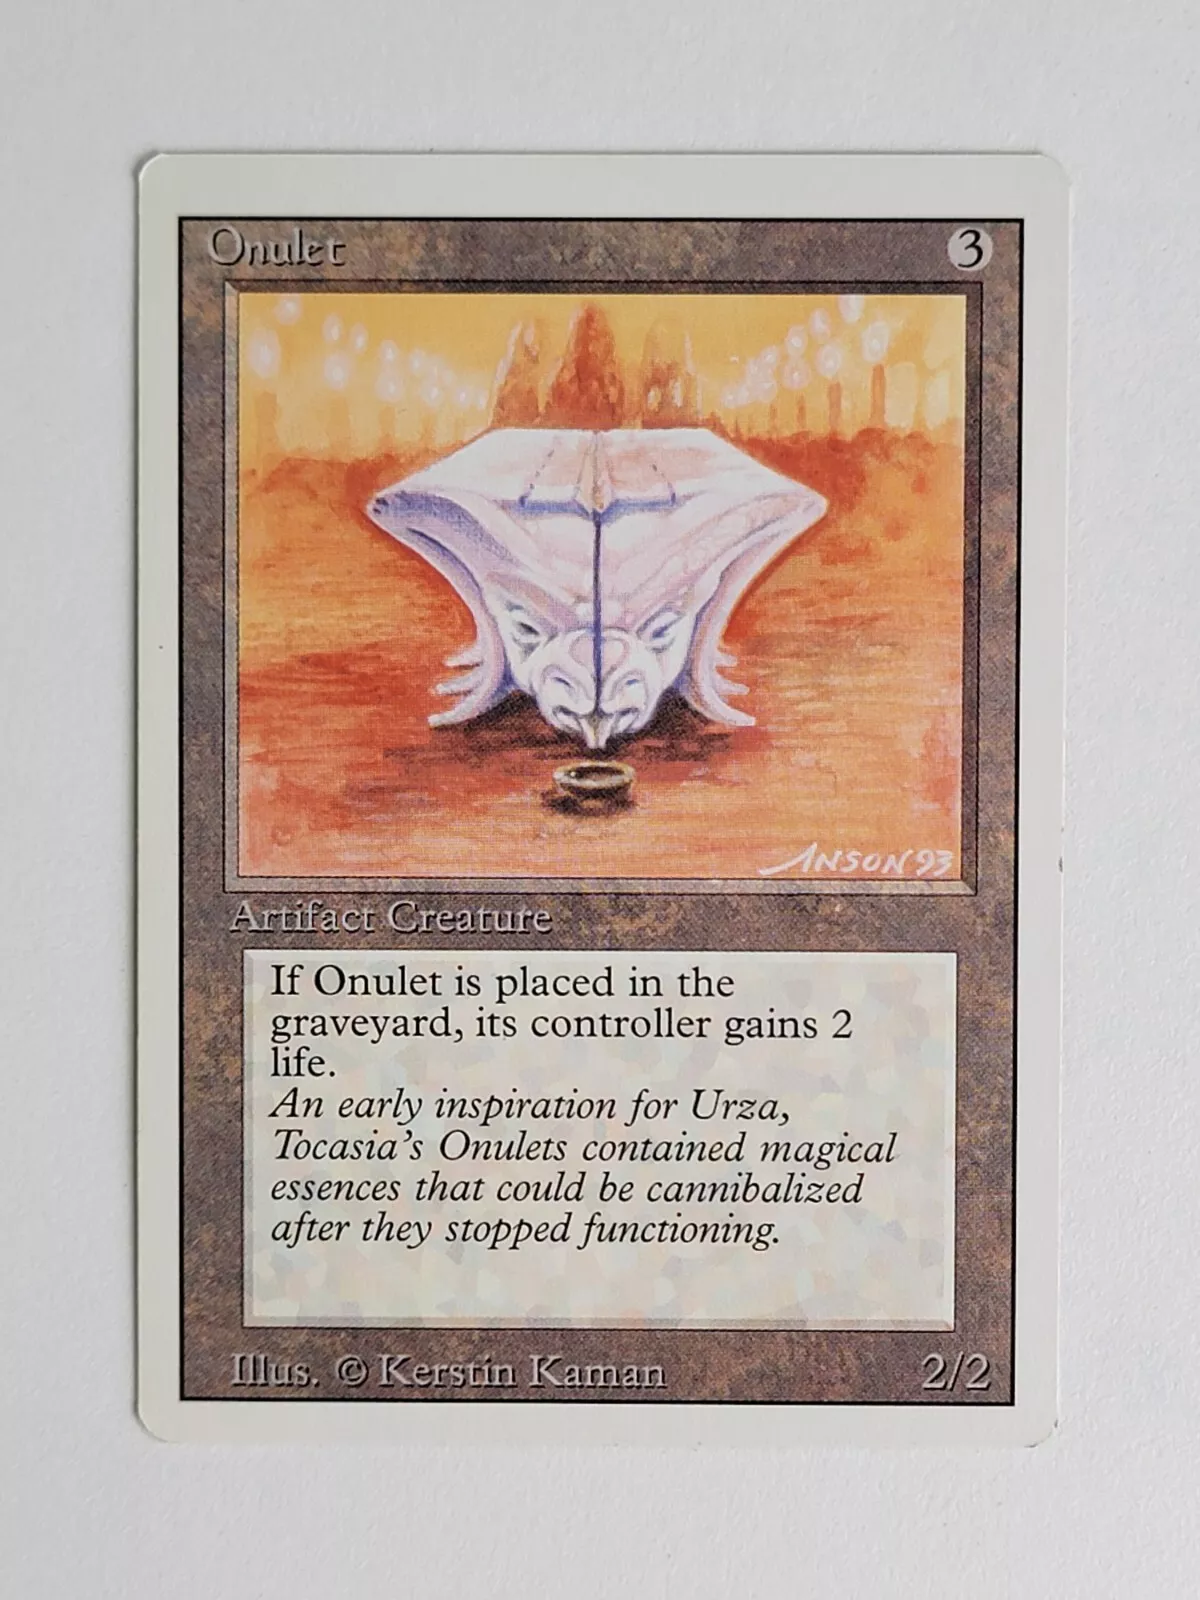 Onulet
3
ANSON 93
Artifact Creature
If Onulet is placed in the
graveyard, its controller gains 2
life.
An early inspiration for Urza,
Tocasia's Onulets contained magical
essences that could be cannibalized
after they stopped functioning.
Illus. © Kerstin Kaman
2/2